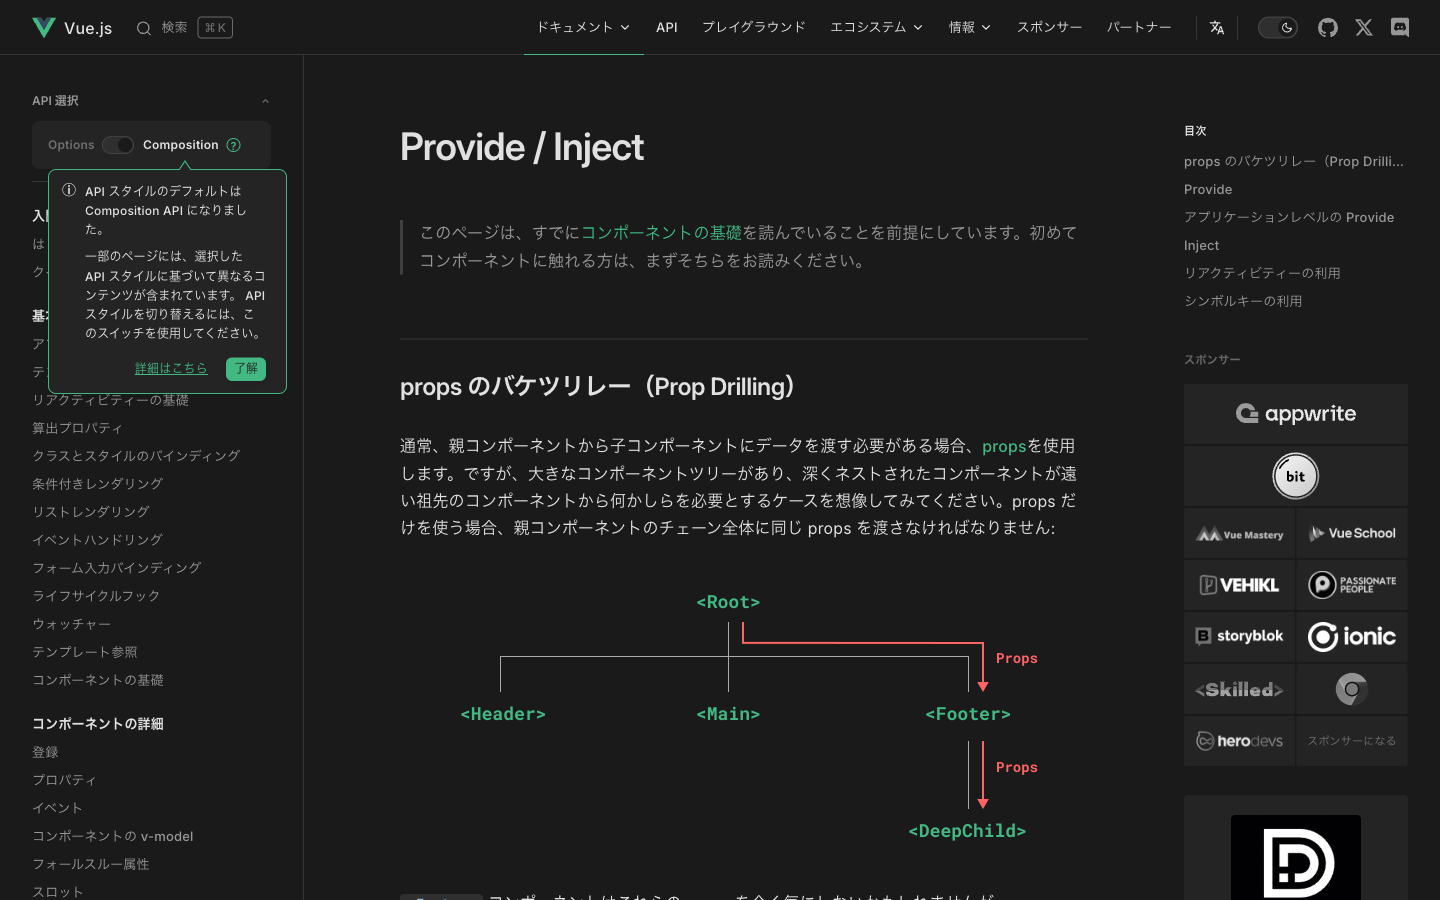 Vue.js
検索
⌘ K
ドキュメント
API
プレイグラウンド
エコシステム
情報
スポンサー
パートナー
API 選択
Options
Composition
?
API スタイルのデフォルトは
Composition API になりまし
た。
一部のページには、選択した
API スタイルに基づいて異なるコ
ンテンツが含まれています。 API
スタイルを切り替えるには、こ
のスイッチを使用してください。
詳細はこちら
了解
リアクティビティーの基礎
算出プロパティ
クラスとスタイルのバインディング
条件付きレンダリング
リストレンダリング
イベントハンドリング
フォーム入力バインディング
ライフサイクルフック
ウォッチャー
テンプレート参照
コンポーネントの基礎
コンポーネントの詳細
登録
プロパティ
イベント
コンポーネントの v-model
フォールスルー属性
スロット
Provide / Inject
このページは、すでにコンポーネントの基礎を読んでいることを前提にしています。初めて
コンポーネントに触れる方は、まずそちらをお読みください。
props のバケツリレー（Prop Drilling）
通常、親コンポーネントから子コンポーネントにデータを渡す必要がある場合、propsを使用
します。ですが、大きなコンポーネントツリーがあり、深くネストされたコンポーネントが遠
い祖先のコンポーネントから何かしらを必要とするケースを想像してみてください。props だ
けを使う場合、親コンポーネントのチェーン全体に同じ props を渡さなければなりません:
<Root>
Props
<Header>
<Main>
<Footer>
Props
<DeepChild>
目次
props のバケツリレー（Prop Drilli...
Provide
アプリケーションレベルの Provide
Inject
リアクティビティーの利用
シンボルキーの利用
スポンサー
appwrite
bit
Vue Mastery
Vue School
VEHIKL
PASSIONATE
PEOPLE
storyblok
ionic
<Skilled>
herodevs
スポンサーになる